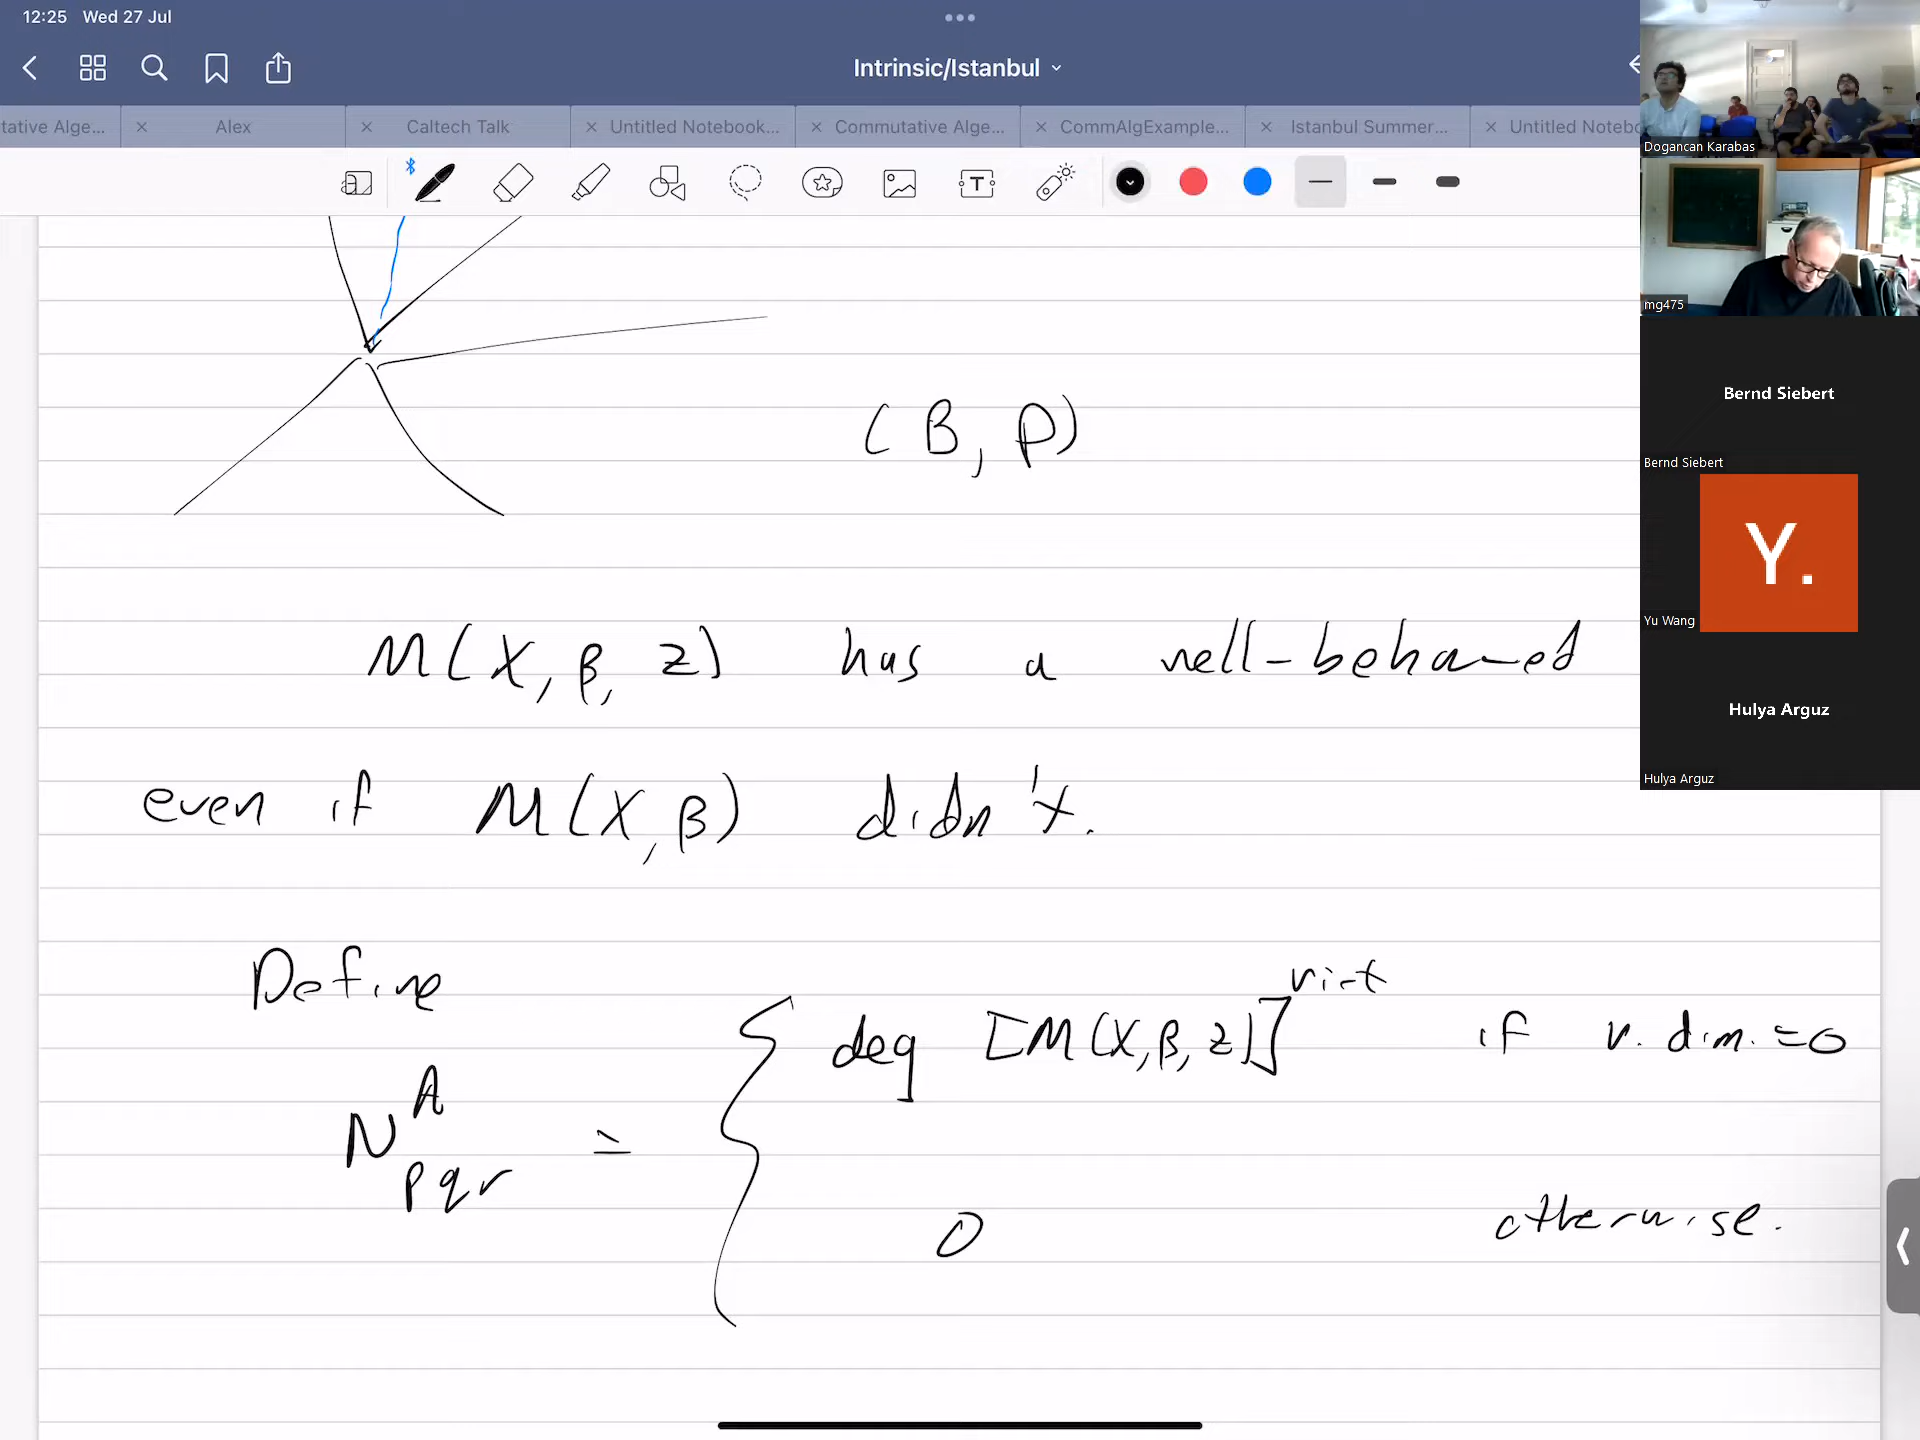 12:25 Wed 27 Jul
Intrinsic/Istanbul
tative Alge...
Alex
Caltech Talk
Untitled Notebook...
Commutative Alge...
CommAlgExample...
Istanbul Summer...
Untitled Notebo
Dogancan Karabas
mg475
Bernd Siebert
Bernd Siebert
Y.
Yu Wang
Hulya Arguz
Hulya Arguz
(B, P)
M(X, β, z) has a well-behaved
even if M(X, β) didn't.
Define
N^A_{pqr} = { deg [M(X, β, z)]^{virt} if v. dim. = 0
0 otherwise.